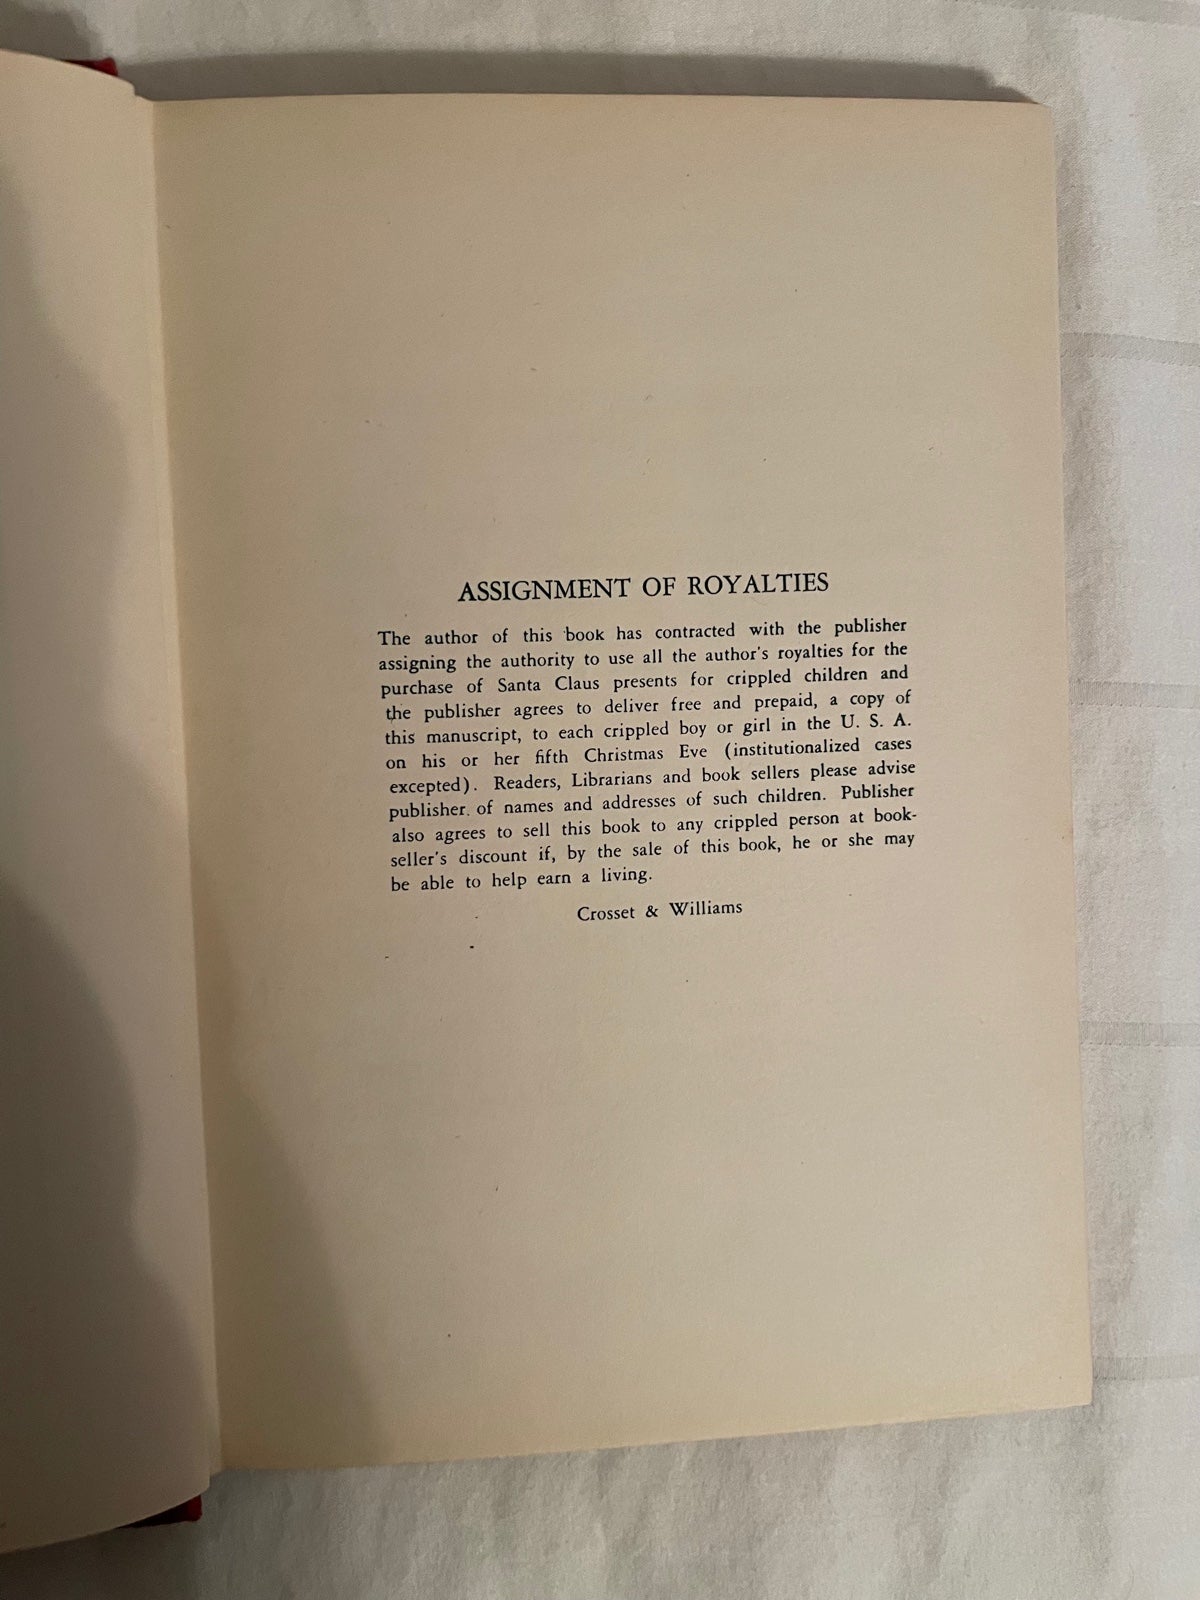 ASSIGNMENT OF ROYALTIES
The author of this book has contracted with the publisher
assigning the authority to use all the author's royalties for the
purchase of Santa Claus presents for crippled children and
the publisher agrees to deliver free and prepaid, a copy of
this manuscript, to each crippled boy or girl in the U. S. A.
on his or her fifth Christmas Eve (institutionalized cases
excepted). Readers, Librarians and book sellers please advise
publisher of names and addresses of such children. Publisher
also agrees to sell this book to any crippled person at book-
seller's discount if, by the sale of this book, he or she may
be able to help earn a living.
Crosset & Williams